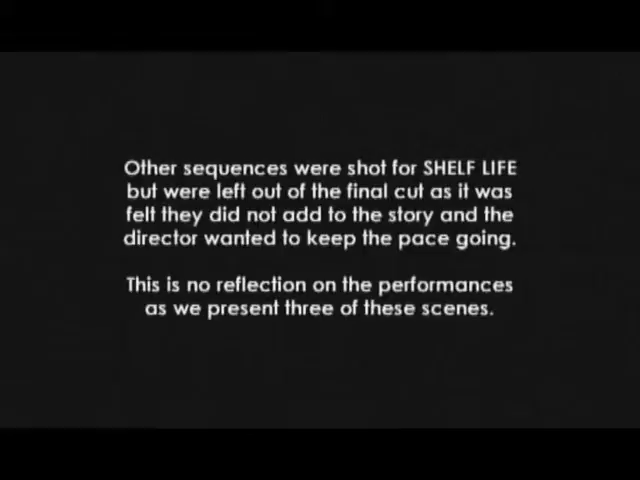 Other sequences were shot for SHELF LIFE
but were left out of the final cut as it was
felt they did not add to the story and the
director wanted to keep the pace going.
This is no reflection on the performances
as we present three of these scenes.